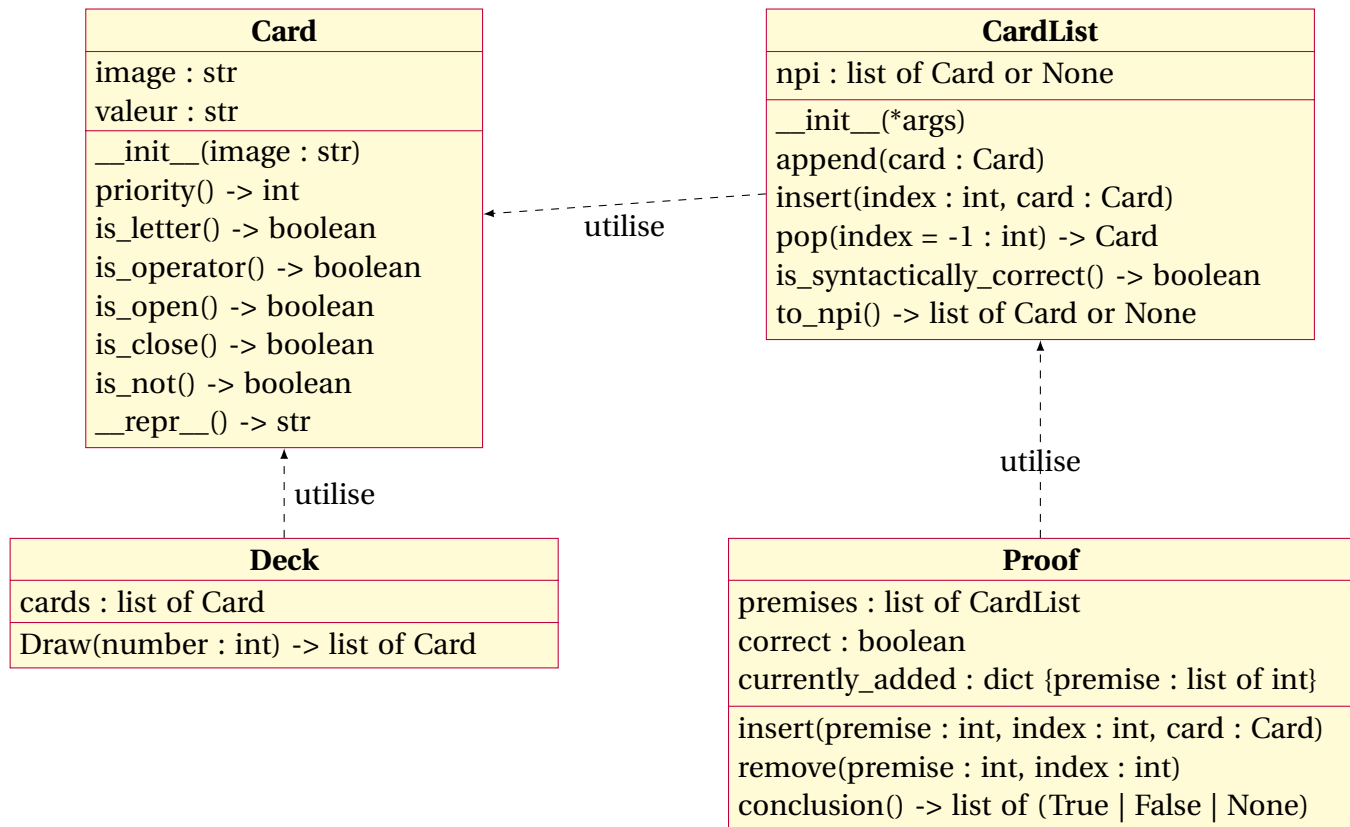 Card
image : str
valeur : str
__init__(image : str)
priority() -> int
is_letter() -> boolean
is_operator() -> boolean
is_open() -> boolean
is_close() -> boolean
is_not() -> boolean
__repr__() -> str
CardList
npi : list of Card or None
__init__(*args)
append(card : Card)
insert(index : int, card : Card)
pop(index = -1 : int) -> Card
is_syntactically_correct() -> boolean
to_npi() -> list of Card or None
utilise
utilise
utilise
Deck
cards : list of Card
Draw(number : int) -> list of Card
Proof
premises : list of CardList
correct : boolean
currently_added : dict {premise : list of int}
insert(premise : int, index : int, card : Card)
remove(premise : int, index : int)
conclusion() -> list of (True | False | None)